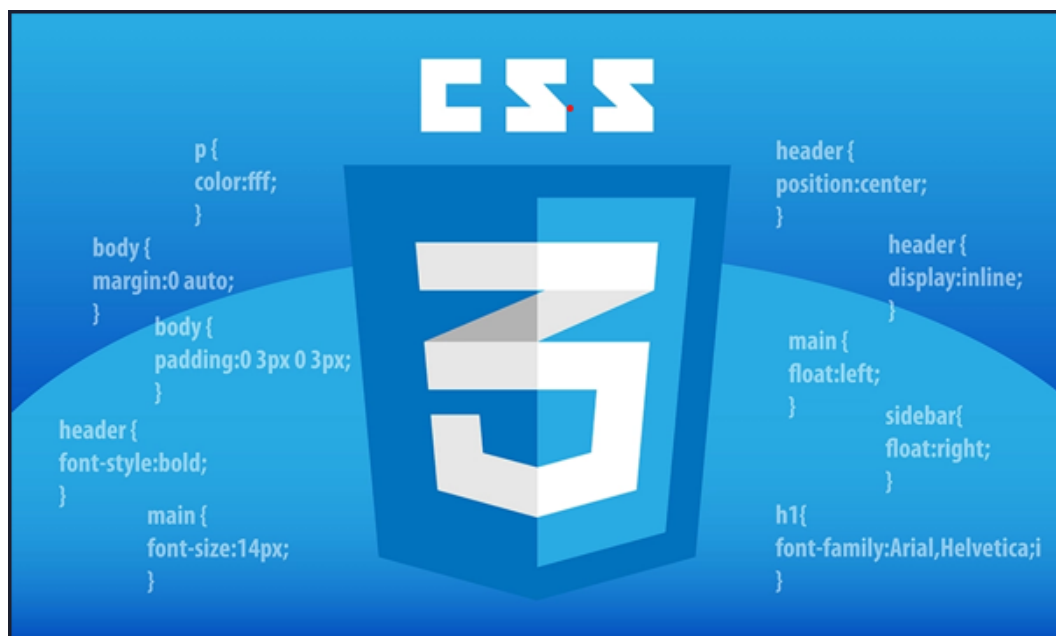 CSS
p {
color:fff;
}
body {
margin:0 auto;
}
body {
padding:0 3px 0 3px;
}
header {
font-style:bold;
}
main {
font-size:14px;
}
3
header {
position:center;
}
header {
display:inline;
}
main {
float:left;
}
sidebar{
float:right;
}
h1{
font-family:Arial,Helvetica;i
}